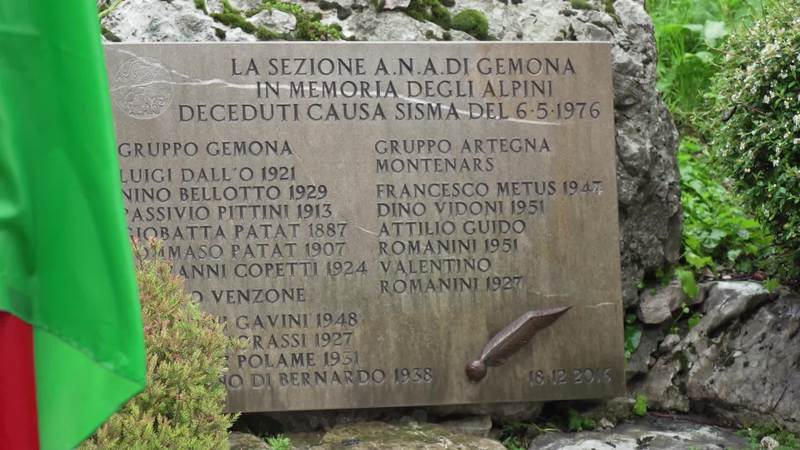 LA SEZIONE A.N.A. DI GEMONA
IN MEMORIA DEGLI ALPINI
DECEDUTI CAUSA SISMA DEL 6·5·1976
GRUPPO GEMONA
LUIGI DALL'O 1921
NINO BELLOTTO 1929
PASSIVIO PITTINI 1913
GIOBATTA PATAT 1887
TOMMASO PATAT 1907
ANNI COPETTI 1924
VENZONE
GAVINI 1948
GRASSI 1927
POLAME 1951
DI BERNARDO 1938
GRUPPO ARTEGNA
MONTENARS
FRANCESCO METUS 1947
DINO VIDONI 1951
ATTILIO GUIDO
ROMANINI 1951
VALENTINO
ROMANINI 1927
18.12.2016